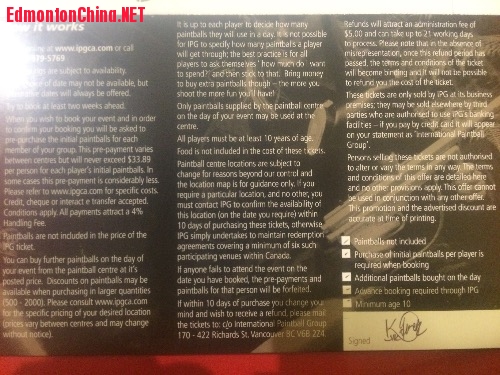 EdmontonChina.NET
w it works
ny at www.ipgca.com or call
879-5769
ngs are subject to availability.
e of date may not be available, but
tes will always be offered.
Try to book at least two weeks ahead.
When you wish to book your event and in order
to confirm your booking you will be asked to
pre-purchase the initial paintballs for each
member of your group. This pre-payment varies
between centres but will never exceed $33.89
per person for each player's initial paintballs. In
some cases this pre-payment is considerably less.
Please refer to www.ipgca.com for specific costs.
Credit, cheque or interact e transfer accepted.
Conditions apply. All payments attract a 4%
Handling Fee.
Paintballs are not included in the price of the
IPG ticket.
You can buy further paintballs on the day of
your event from the paintball centre at it's
posted price. Discounts on paintballs may be
available when purchasing in larger quantities
(500 - 2000). Please consult www.ipgca.com
for the specific pricing of your desired location
(prices vary between centres and may change
without notice).
It is up to each player to decide how many
paintballs they will use in a day. It is not possible
for IPG to specify how many paintballs a player
will get through; the best practice is for all
players to ask themselves ' how much do I want
to spend?' and then stick to that. Bring money
to buy extra paintballs though – the more you
shoot the more fun you'll have!
Only paintballs supplied by the paintball centre
on the day of your event may be used at the
centre.
All players must be at least 10 years of age.
Food is not included in the cost of these tickets.
Paintball centre locations are subject to
change for reasons beyond our control and
the location map is for guidance only. If you
require a particular location, and no other, you
must contact IPG to confirm the availability of
this location (on the date you require) within
10 days of purchasing these tickets, otherwise,
IPG simply undertakes to maintain redemption
agreements covering a minimum of six such
participating venues within Canada.
If anyone fails to attend the event on the
date you have booked, the pre-payments and
paintballs for that person will be forfeited.
If within 10 days of purchase you change your
mind and wish to receive a refund, please mail
the tickets to: c/o International Paintball Group
170 - 422 Richards St. Vancouver BC V6B 2Z4.
Refunds will attract an administration fee of
$5.00 and can take up to 21 working days
to process. Please note that in the absence of
misrepresentation, once this refund period has
passed, the terms and conditions of the ticket
will become binding and it will not be possible
to refund you the cost of the ticket.
These tickets are only sold by IPG at its business
premises; they may be sold elsewhere by third
parties who are authorised to use IPG's banking
facilities – if you pay by credit card it will appear
on your statement as 'International Paintball
Group'.
Persons selling these tickets are not authorised
to alter or vary the terms in any way. The terms
and conditions of this offer are detailed here
and no other provisions apply. This offer cannot
be used in conjunction with any other offer.
This promotion and the advertised discount are
accurate at time of printing.
Paintballs not included
Purchase of initial paintballs per player is
required when booking
Additional paintballs bought on the day
Advance booking required through IPG
Minimum age 10
Signed